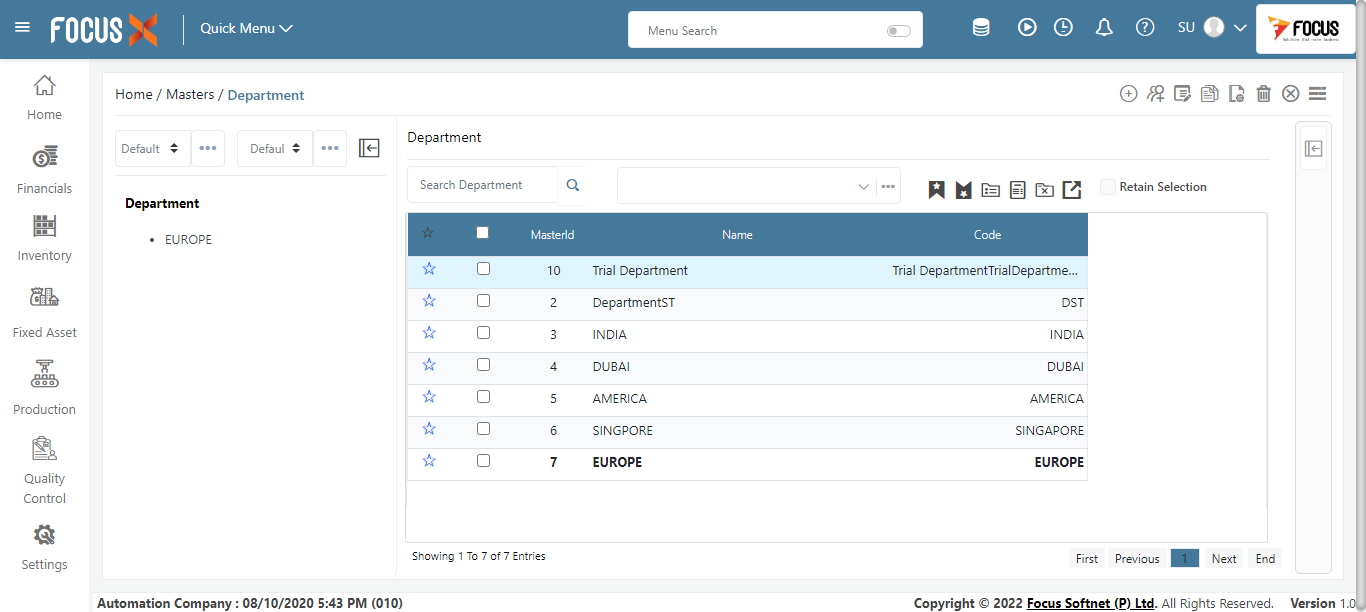 FOCUS X Quick Menu Menu Search SU FOCUS
Home
Financials
Inventory
Fixed Asset
Production
Quality
Control
Settings
Home / Masters / Department
Default Defaul
Department
EUROPE
Department
Search Department Retain Selection
MasterId Name Code
10 Trial Department Trial DepartmentTrialDepartme...
2 DepartmentST DST
3 INDIA INDIA
4 DUBAI DUBAI
5 AMERICA AMERICA
6 SINGPORE SINGAPORE
7 EUROPE EUROPE
Showing 1 To 7 of 7 Entries
First Previous 1 Next End
Automation Company : 08/10/2020 5:43 PM (010) Copyright © 2022 Focus Softnet (P) Ltd. All Rights Reserved. Version 1.0